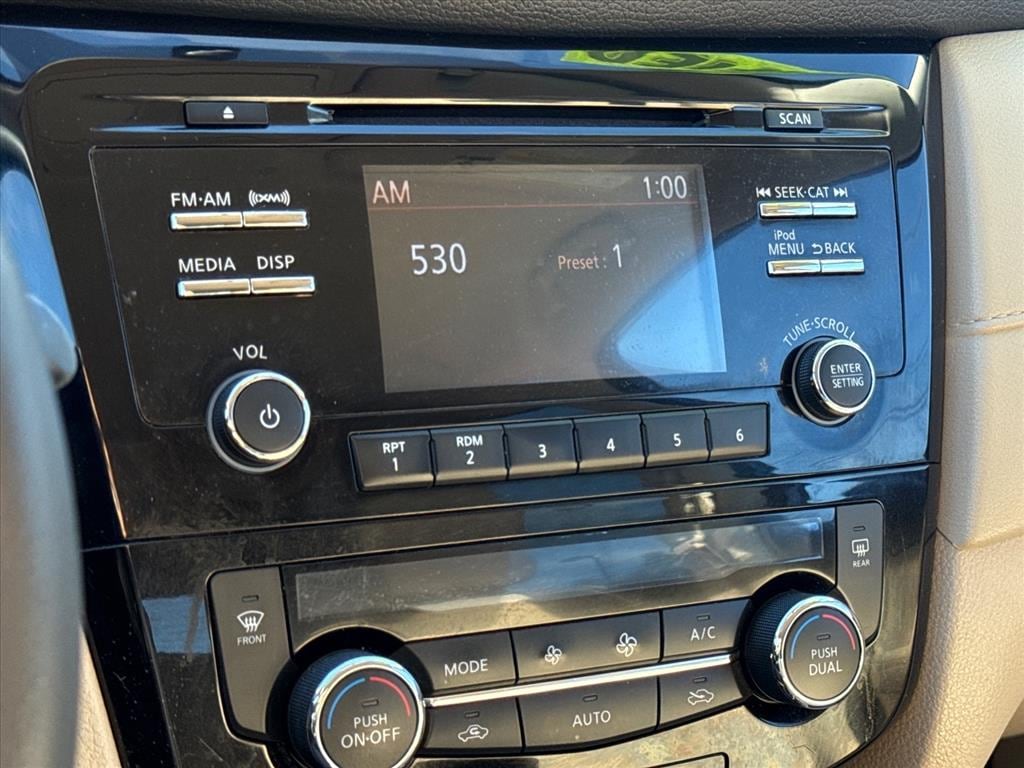 SCAN
FM·AM ((XM))
MEDIA DISP
VOL
AM 1:00
530 Preset : 1
SEEK·CAT
iPod
MENU BACK
TUNE·SCROLL
ENTER
SETTING
RPT
1
RDM
2
3
4
5
6
FRONT
REAR
MODE
A/C
AUTO
PUSH
ON·OFF
PUSH
DUAL